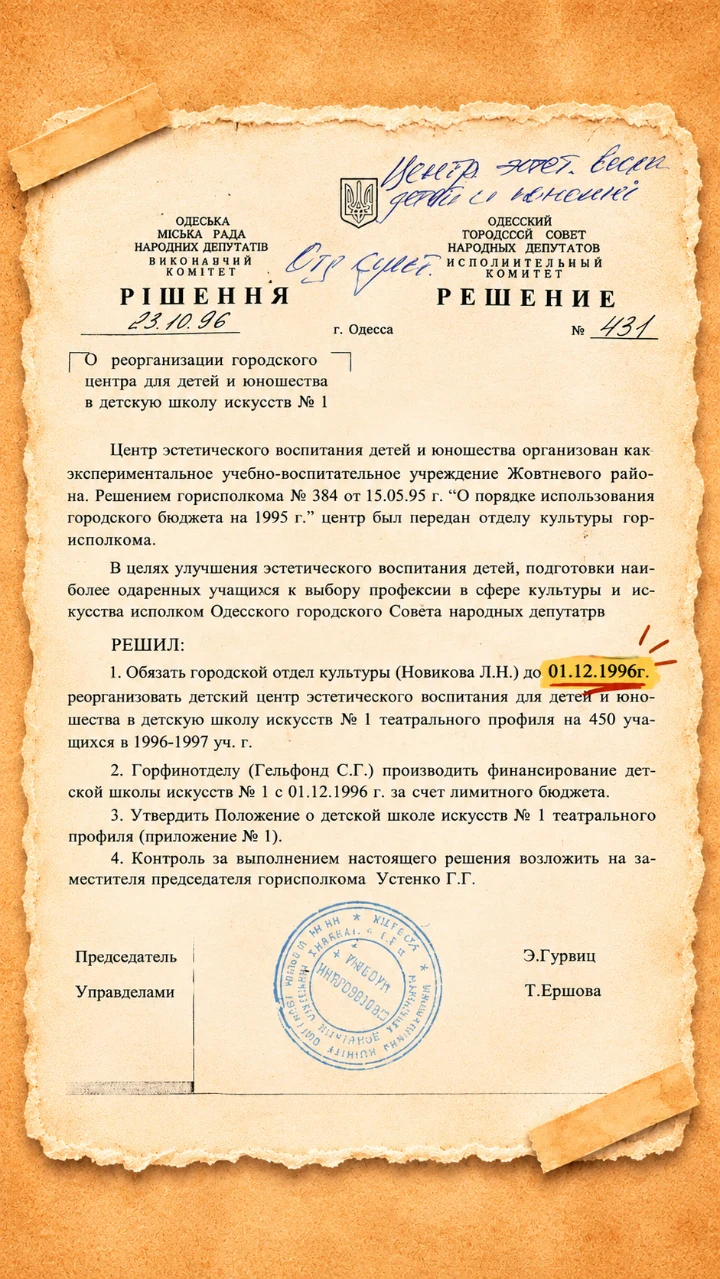 Центр. эстет. воспи
детей и юношест
ОДЕСЬКА
МІСЬКА РАДА
НАРОДНИХ ДЕПУТАТІВ
ВИКОНАВЧИЙ
КОМІТЕТ
РІШЕННЯ
ОДЕССКИЙ
ГОРОДСССЙ СОВЕТ
НАРОДНЫХ ДЕПУТАТОВ
ИСПОЛНИТЕЛЬНЫЙ
КОМИТЕТ
РЕШЕНИЕ
23.10.96
г. Одесса
№ 431
О реорганизации городского
центра для детей и юношества
в детскую школу искусств № 1
Центр эстетического воспитания детей и юношества организован как
экспериментальное учебно-воспитательное учреждение Жовтневого райо-
на. Решением горисполкома № 384 от 15.05.95 г. “О порядке использования
городского бюджета на 1995 г.” центр был передан отделу культуры гор-
исполкома.
В целях улучшения эстетического воспитания детей, подготовки наи-
более одаренных учащихся к выбору профессии в сфере культуры и ис-
кусства исполком Одесского городского Совета народных депутатрв
РЕШИЛ:
1. Обязать городской отдел культуры (Новикова Л.Н.) до 01.12.1996г.
реорганизовать детский центр эстетического воспитания для детей и юно-
шества в детскую школу искусств № 1 театрального профиля на 450 уча-
щихся в 1996-1997 уч. г.
2. Горфинотделу (Гельфонд С.Г.) производить финансирование дет-
ской школы искусств № 1 с 01.12.1996 г. за счет лимитного бюджета.
3. Утвердить Положение о детской школе искусств № 1 театрального
профиля (приложение № 1).
4. Контроль за выполнением настоящего решения возложить на за-
местителя председателя горисполкома Устенко Г.Г.
Председатель
Э.Гурвиц
Управделами
Т.Ершова